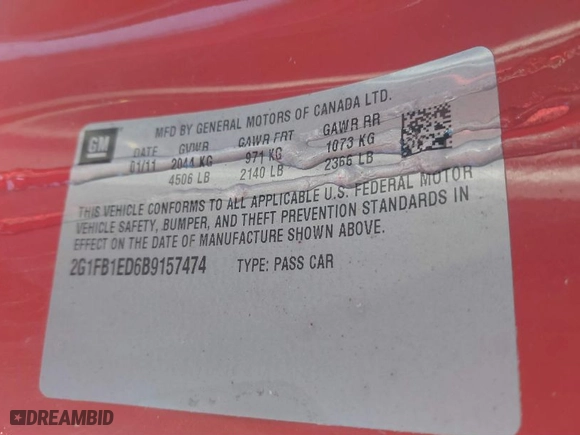 MFD BY GENERAL MOTORS OF CANADA LTD.
GM
DATE GVWR GAWR FRT GAWR RR
01/11 2044 KG 971 KG 1073 KG
4506 LB 2140 LB 2366 LB
THIS VEHICLE CONFORMS TO ALL APPLICABLE U.S. FEDERAL MOTOR
VEHICLE SAFETY, BUMPER, AND THEFT PREVENTION STANDARDS IN
EFFECT ON THE DATE OF MANUFACTURE SHOWN ABOVE.
2G1FB1ED6B9157474 TYPE: PASS CAR
DREAMBID